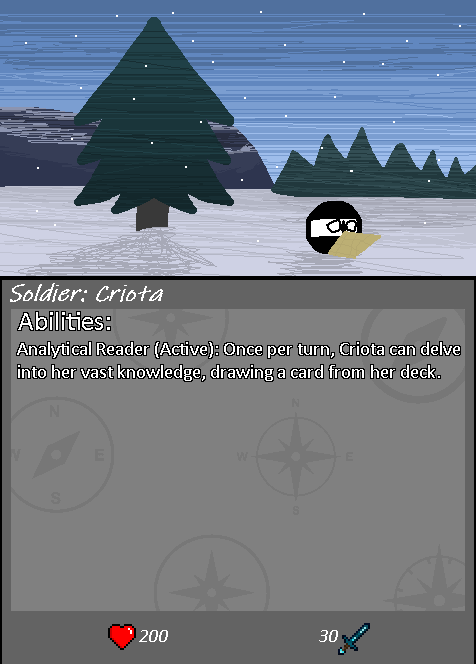 Soldier: Criota
Abilities:
Analytical Reader (Active): Once per turn, Criota can delve
into her vast knowledge, drawing a card from her deck.
N
W E
S
N
W E
S
200
30